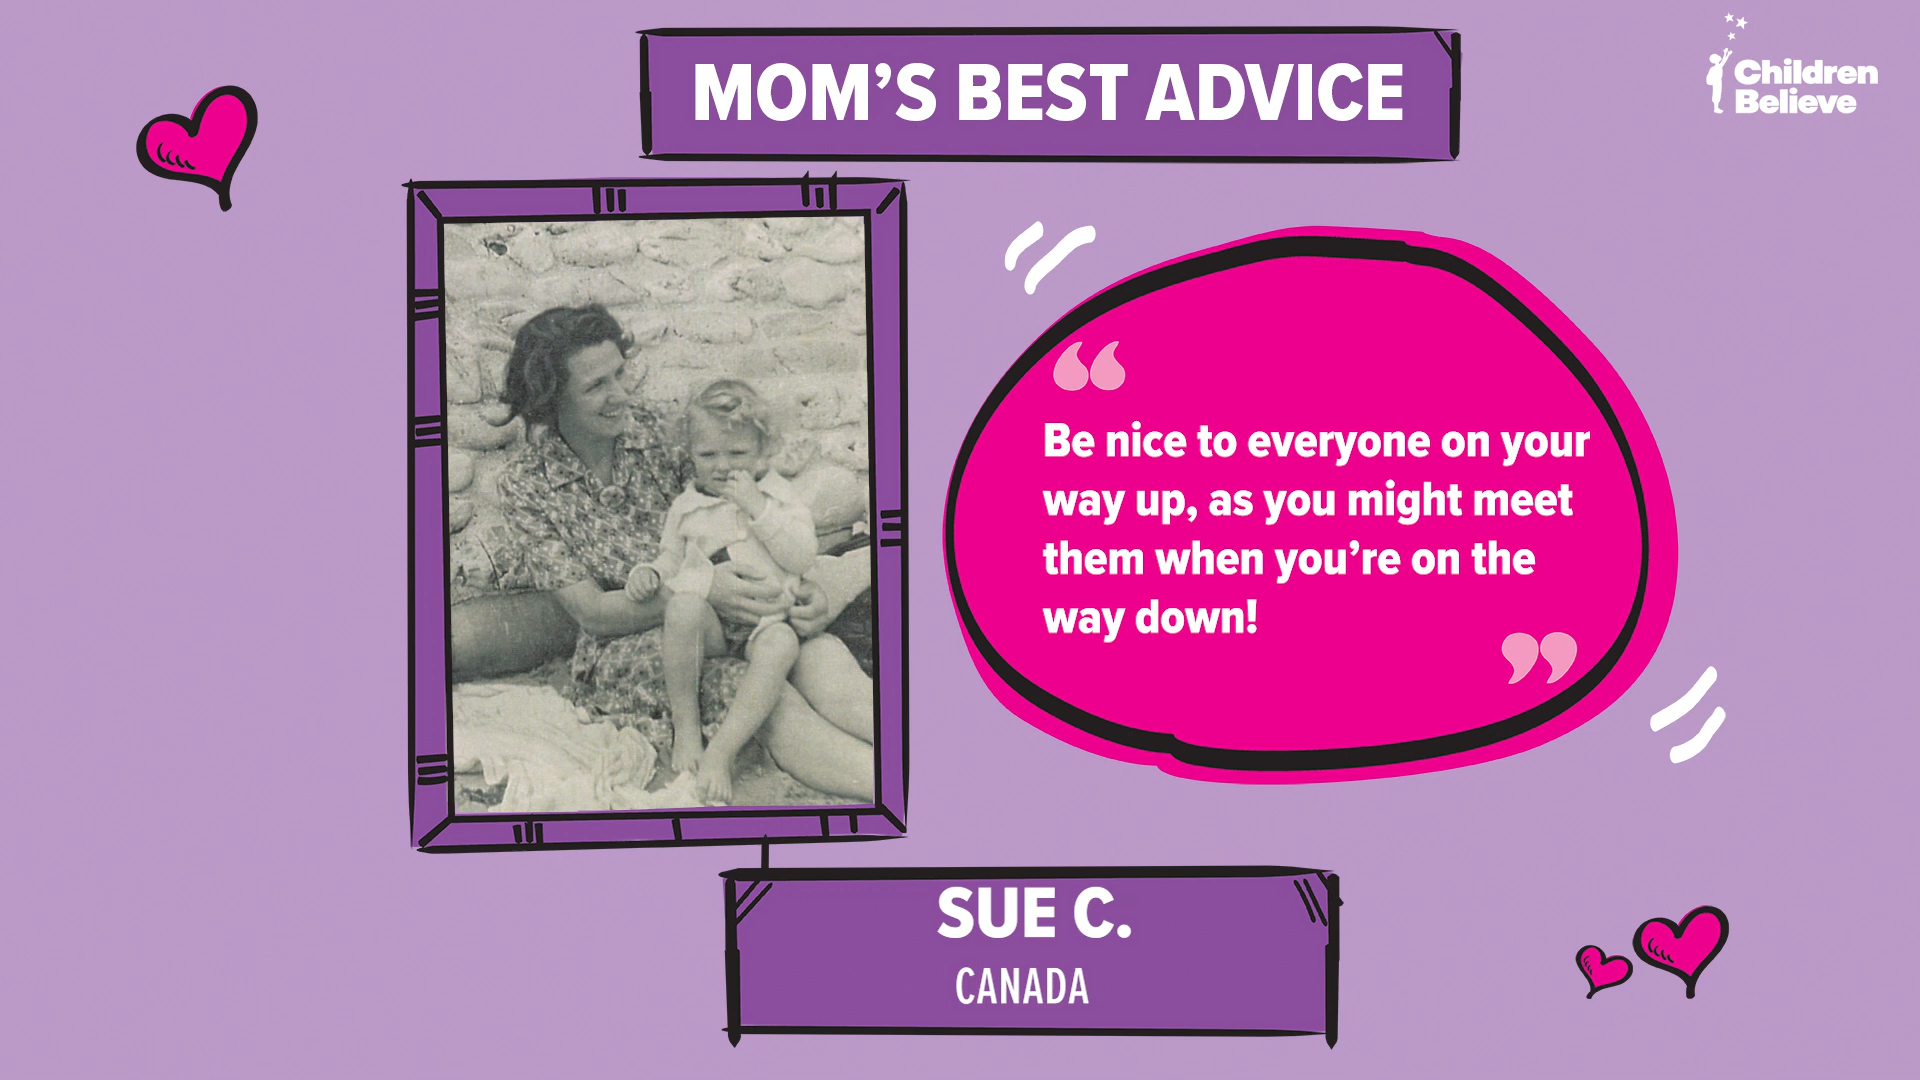 MOM’S BEST ADVICE
Children
Believe
“
Be nice to everyone on your
way up, as you might meet
them when you’re on the
way down!
”
SUE C.
CANADA